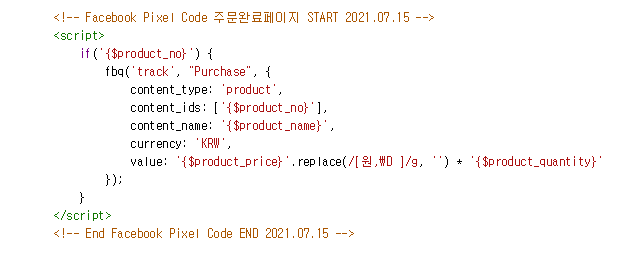 <!-- Facebook Pixel Code 주문완료페이지 START 2021.07.15 -->
<script>
if('{$product_no}') {
fbq('track', "Purchase", {
content_type: 'product',
content_ids: ['{$product_no}'],
content_name: '{$product_name}',
currency: 'KRW',
value: '{$product_price}'.replace(/[원,₩D ]/g, '') * '{$product_quantity}'
});
}
</script>
<!-- End Facebook Pixel Code END 2021.07.15 -->